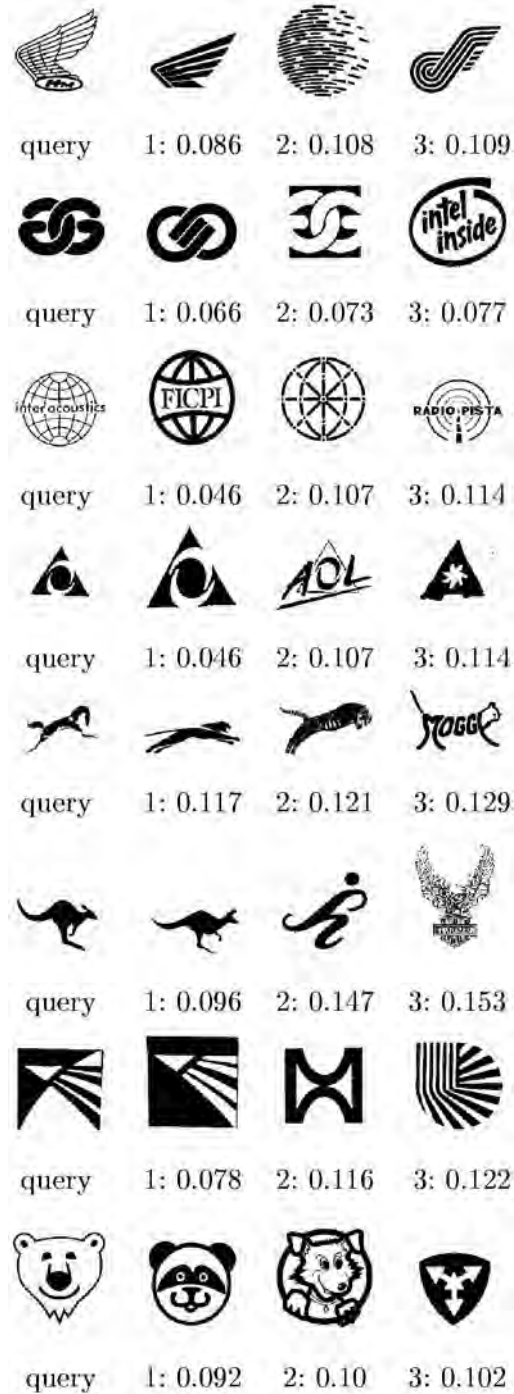 query 1: 0.086 2: 0.108 3: 0.109
intel
inside
query 1: 0.066 2: 0.073 3: 0.077
inter acoustics FICPI RADIO PISTA
query 1: 0.046 2: 0.107 3: 0.114
AOL A
query 1: 0.046 2: 0.107 3: 0.114
MOGGY
query 1: 0.117 2: 0.121 3: 0.129
query 1: 0.096 2: 0.147 3: 0.153
query 1: 0.078 2: 0.116 3: 0.122
query 1: 0.092 2: 0.10 3: 0.102